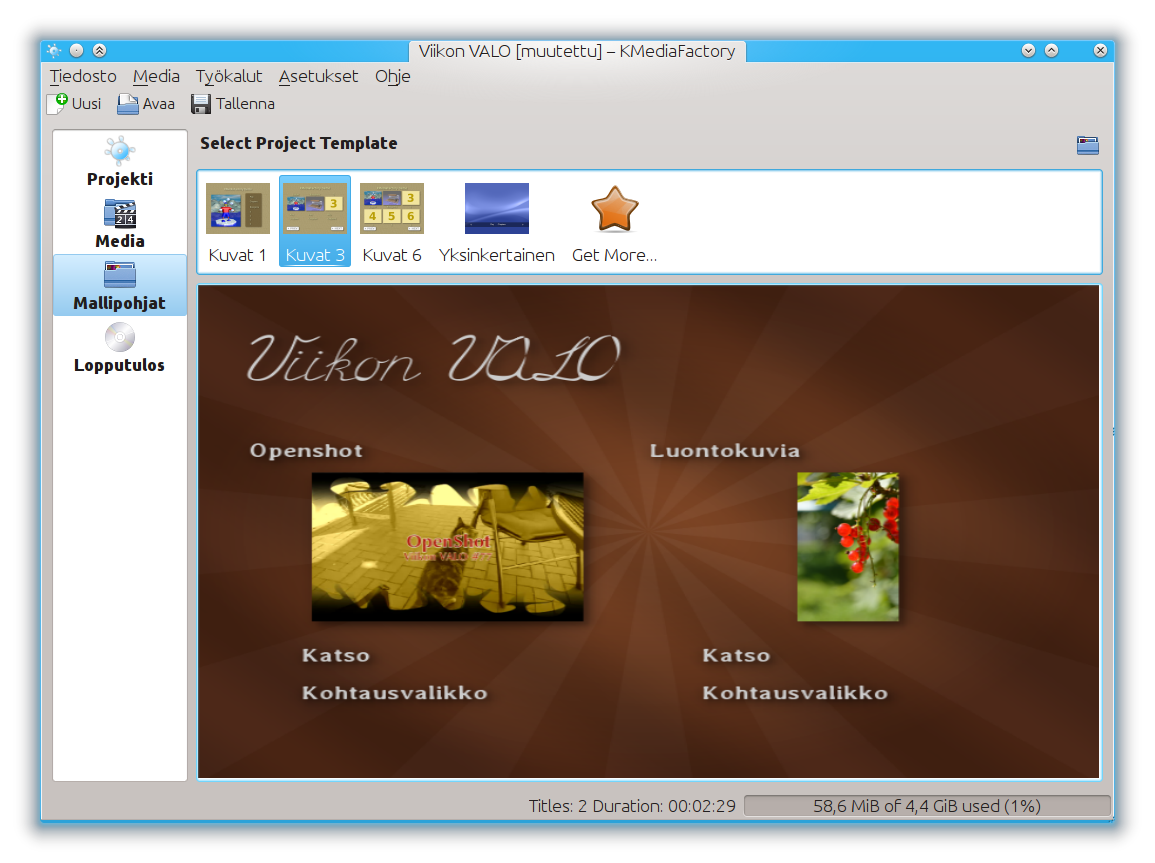 Viikon VALO [muutettu] – KMediaFactory
Tiedosto Media Työkalut Asetukset Ohje
Uusi Avaa Tallenna
Projekti
Media
Mallipohjat
Lopputulos
Select Project Template
Kuvat 1 Kuvat 3 Kuvat 6 Yksinkertainen Get More...
Viikon VALO
Openshot
OpenShot
Viikon VALO
Katso
Kohtausvalikko
Luontokuvia
Katso
Kohtausvalikko
Titles: 2 Duration: 00:02:29 58,6 MiB of 4,4 GiB used (1%)